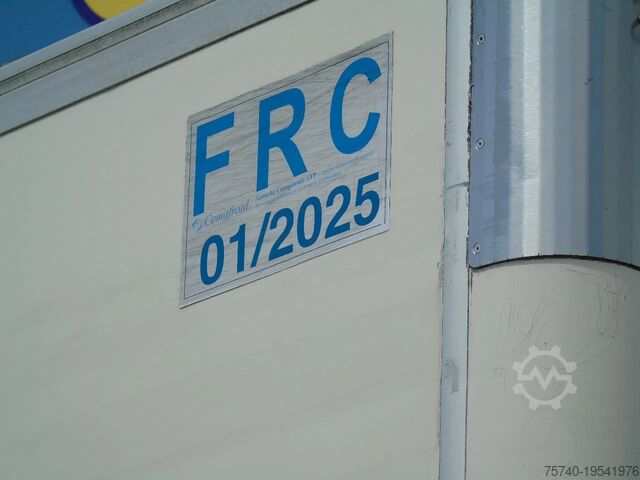 FRC
Cemafroid Autorité Compétente ATP
01/2025
75740-19541976